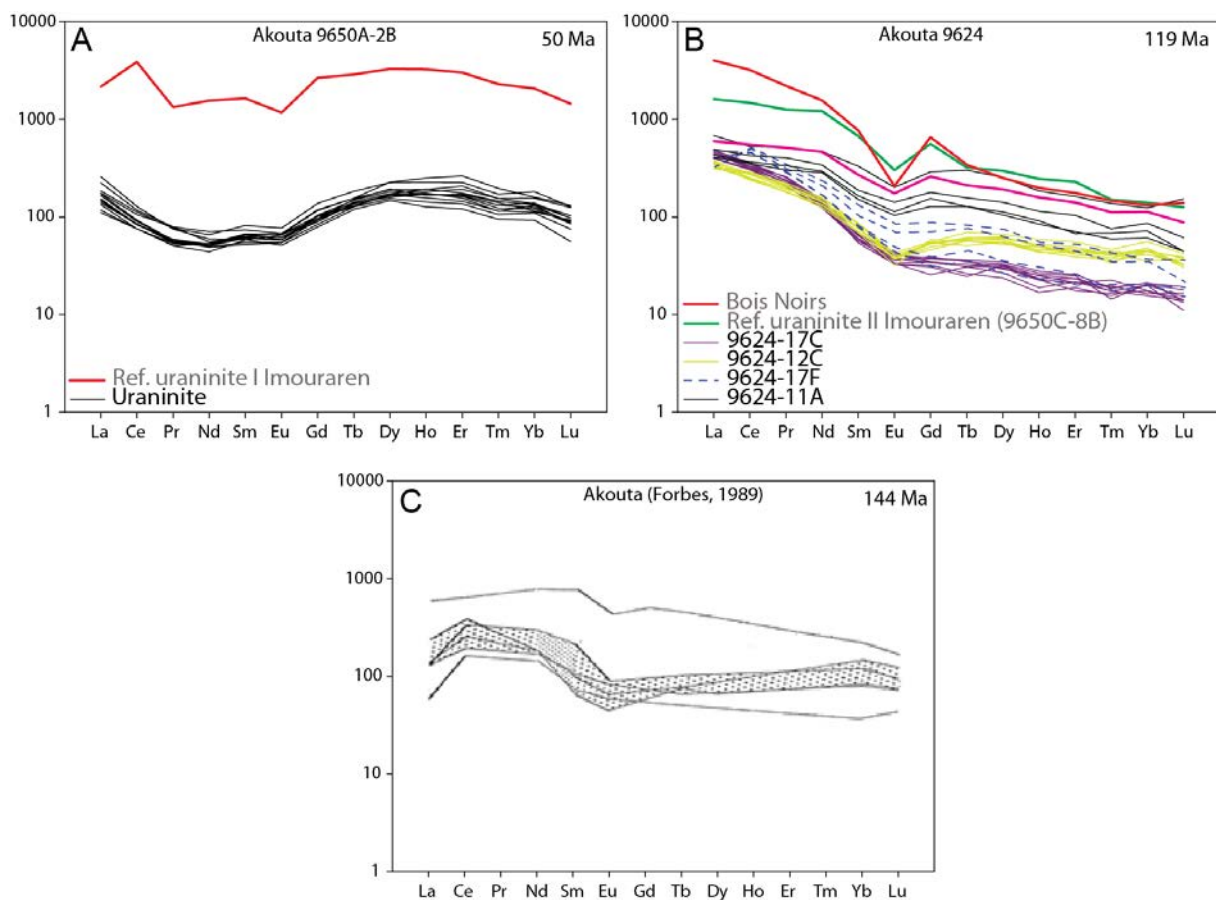 A
Akouta 9650A-2B
50 Ma
10000
1000
100
10
1
Ref. uraninite I Imouraren
Uraninite
La Ce Pr Nd Sm Eu Gd Tb Dy Ho Er Tm Yb Lu
B
Akouta 9624
119 Ma
10000
1000
100
10
1
Bois Noirs
Ref. uraninite II Imouraren (9650C-8B)
9624-17C
9624-12C
9624-17F
9624-11A
La Ce Pr Nd Sm Eu Gd Tb Dy Ho Er Tm Yb Lu
C
Akouta (Forbes, 1989)
144 Ma
10000
1000
100
10
1
La Ce Pr Nd Sm Eu Gd Tb Dy Ho Er Tm Yb Lu